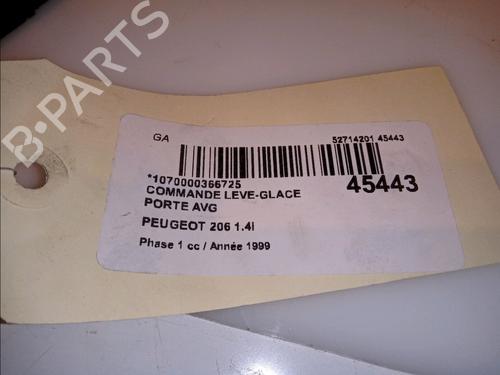 B-PARTS
GA
52714201 45443
*1070000366725
COMMANDE LEVE-GLACE
45443
PORTE AVG
PEUGEOT 206 1.4i
Phase 1 cc / Année 1999